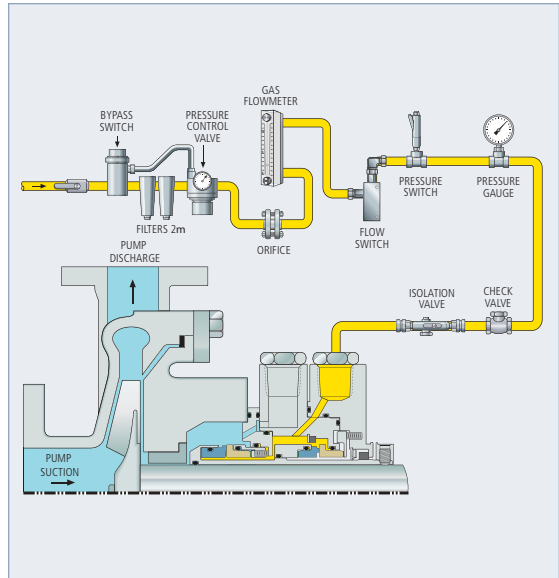 GAS
FLOWMETER
BYPASS
SWITCH
PRESSURE
CONTROL
VALVE
FILTERS 2m
ORIFICE
FLOW
SWITCH
PRESSURE
SWITCH
PRESSURE
GAUGE
PUMP
DISCHARGE
ISOLATION
VALVE
CHECK
VALVE
PUMP
SUCTION